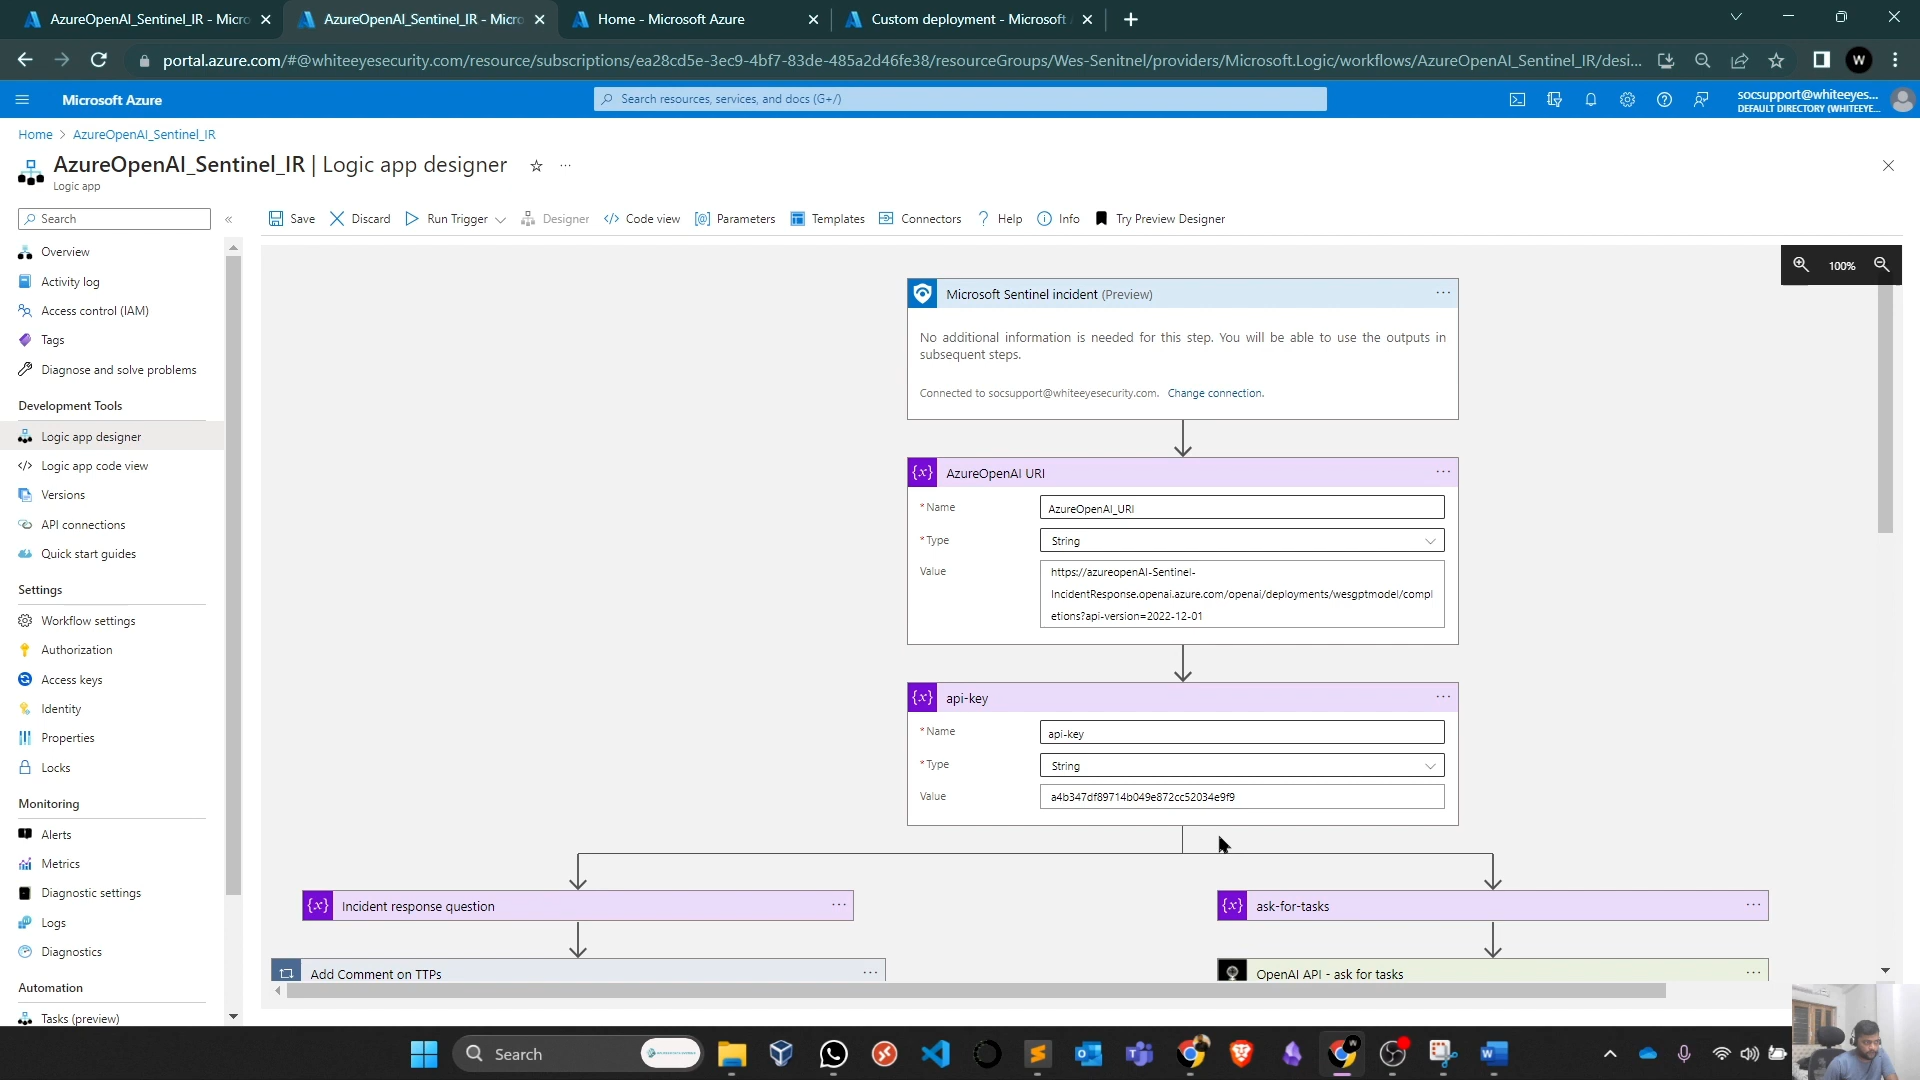 AzureOpenAI_Sentinel_IR - Micro
AzureOpenAI_Sentinel_IR - Micro
Home - Microsoft Azure
Custom deployment - Microsoft
portal.azure.com/#@whiteeyesecurity.com/resource/subscriptions/ea28cd5e-3ec9-4bf7-83de-485a2d46fe38/resourceGroups/Wes-Senitnel/providers/Microsoft.Logic/workflows/AzureOpenAI_Sentinel_IR/desi...
W
Microsoft Azure
Search resources, services, and docs (G+/)
socsupport@whiteeyes...
DEFAULT DIRECTORY (WHITEEYE...
Home > AzureOpenAI_Sentinel_IR
AzureOpenAI_Sentinel_IR | Logic app designer
Logic app
Search
Save
Discard
Run Trigger
Designer
Code view
Parameters
Templates
Connectors
Help
Info
Try Preview Designer
Overview
Activity log
Access control (IAM)
Tags
Diagnose and solve problems
Development Tools
Logic app designer
Logic app code view
Versions
API connections
Quick start guides
Settings
Workflow settings
Authorization
Access keys
Identity
Properties
Locks
Monitoring
Alerts
Metrics
Diagnostic settings
Logs
Diagnostics
Automation
Tasks (preview)
100%
Microsoft Sentinel incident (Preview)
No additional information is needed for this step. You will be able to use the outputs in
subsequent steps.
Connected to socsupport@whiteeyesecurity.com. Change connection.
AzureOpenAI URI
* Name
AzureOpenAI_URI
* Type
String
Value
https://azureopenAI-Sentinel-
IncidentResponse.openai.azure.com/openai/deployments/wesgptmodel/compl
etions?api-version=2022-12-01
api-key
* Name
api-key
* Type
String
Value
a4b347df89714b049e872cc52034e9f9
Incident response question
ask-for-tasks
Add Comment on TTPs
OpenAI API - ask for tasks
Search